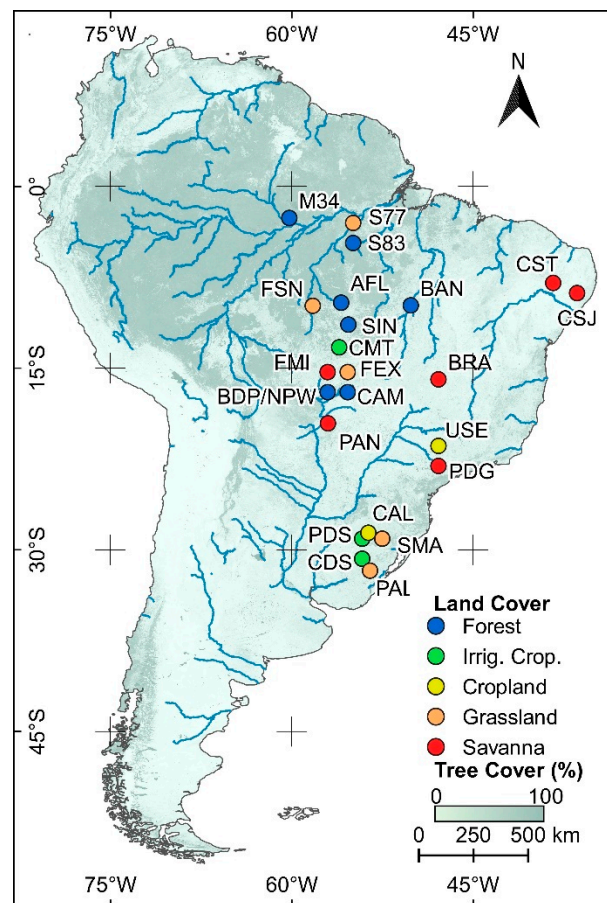 75°W 60°W 45°W
N
0°
M34
S77
S83
CST
CSJ
FSN
AFL
BAN
SIN
CMT
15°S
FMI
FEX
BRA
BDP/NPW
CAM
PAN
USE
PDG
CAL
PDS
30°S
SMA
CDS
PAL
Land Cover
Forest
Irrig. Crop.
Cropland
Grassland
Savanna
45°S
Tree Cover (%)
0 100
0 250 500 km
75°W 60°W 45°W